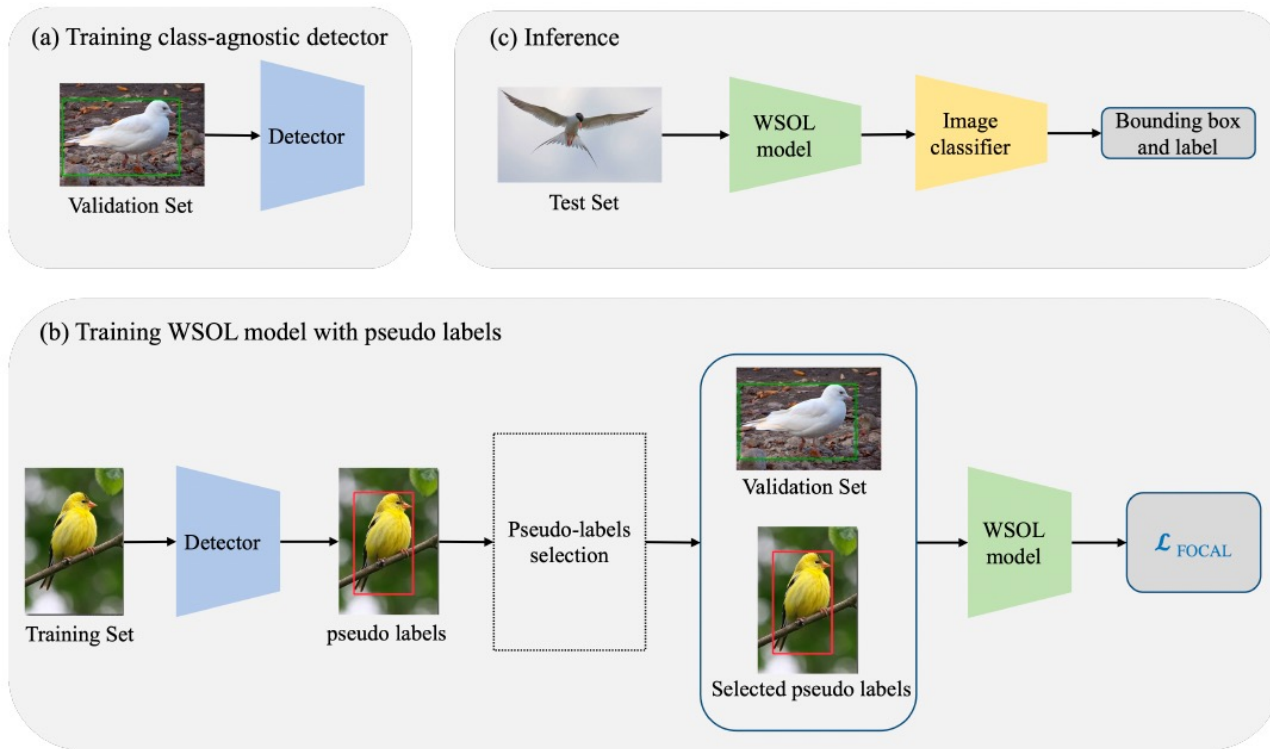 (a) Training class-agnostic detector
Detector
Validation Set
(c) Inference
WSOL
model
Image
classifier
Bounding box
and label
Test Set
(b) Training WSOL model with pseudo labels
Training Set
Detector
pseudo labels
Pseudo-labels
selection
Validation Set
Selected pseudo labels
WSOL
model
ℒ FOCAL